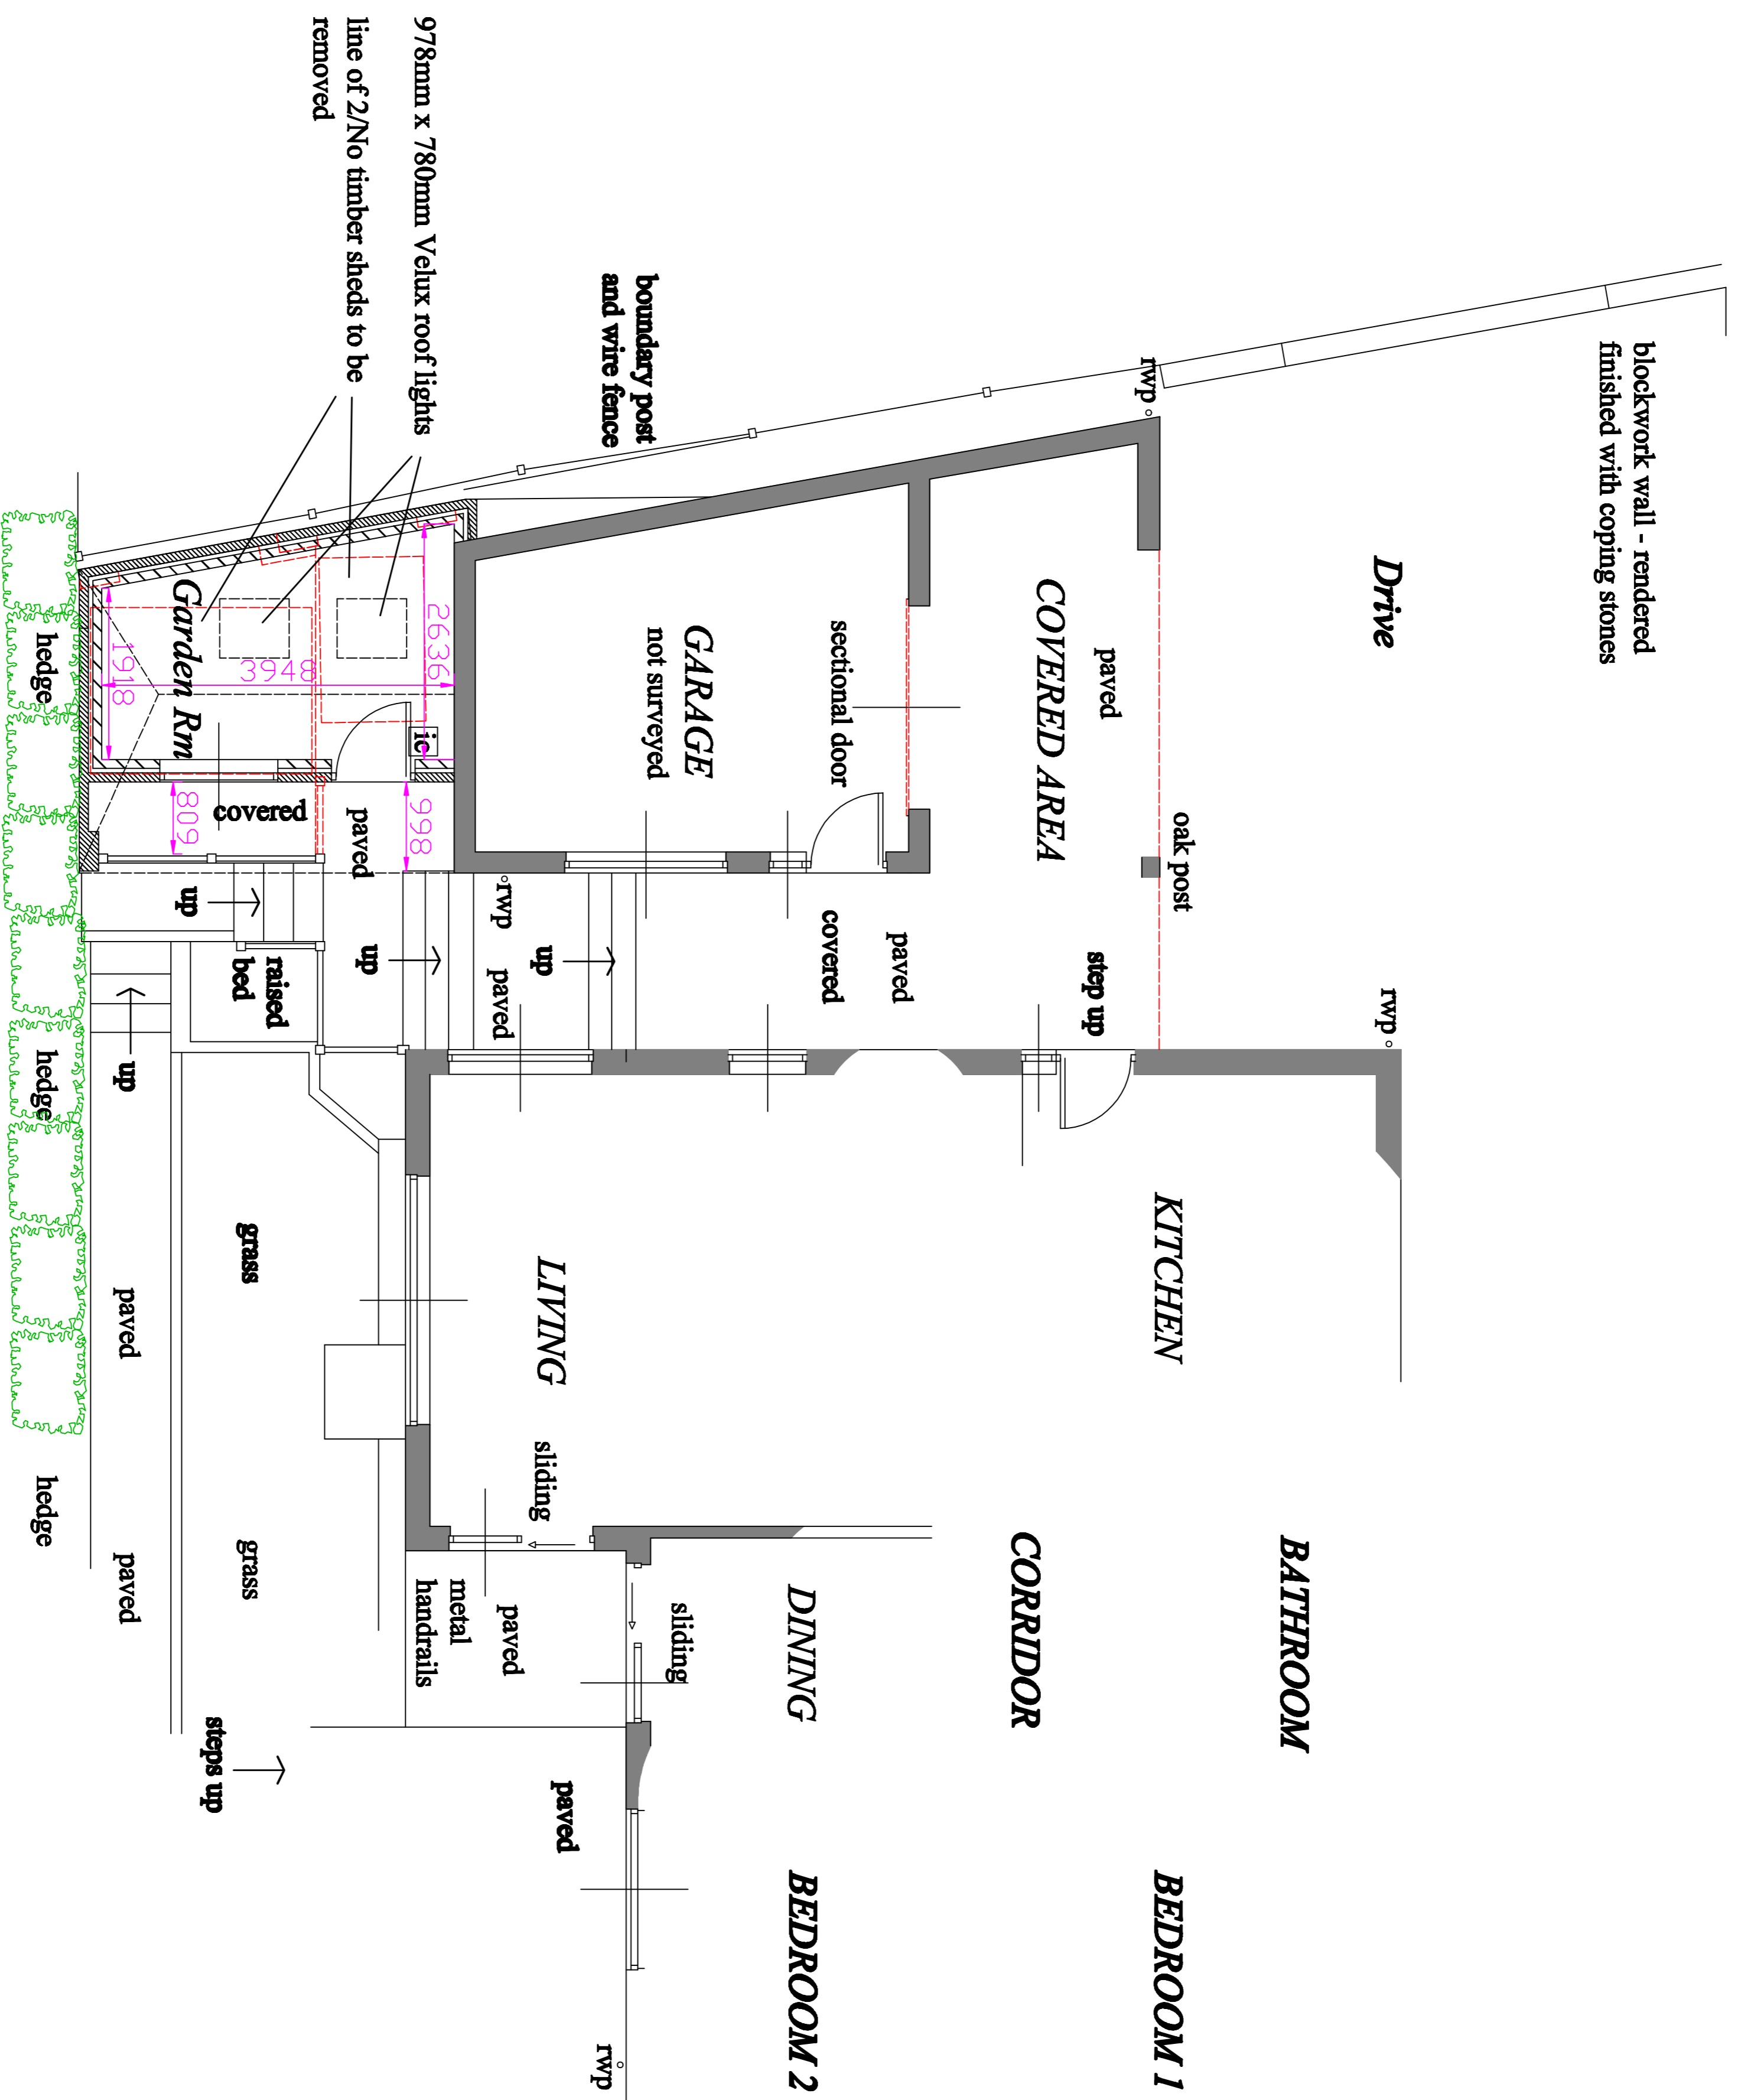 blockwork wall - rendered
finished with coping stones
Drive
rwp
rwp
oak post
paved
step up
COVERED AREA
KITCHEN
BATHROOM
BEDROOM 1
CORRIDOR
paved
covered
sectional door
GARAGE
not surveyed
boundary post
and wire fence
DINING
BEDROOM 2
sliding
LIVING
sliding
up
rwp
paved
paved
paved
rwp
978mm x 780mm Velux roof lights
line of 2/No timber sheds to be
removed
2636
ic
998
paved
up
metal
handrails
3948
covered
809
Garden Rm
1918
up
raised
bed
grass
grass
steps up
up
paved
paved
hedge
hedge
hedge